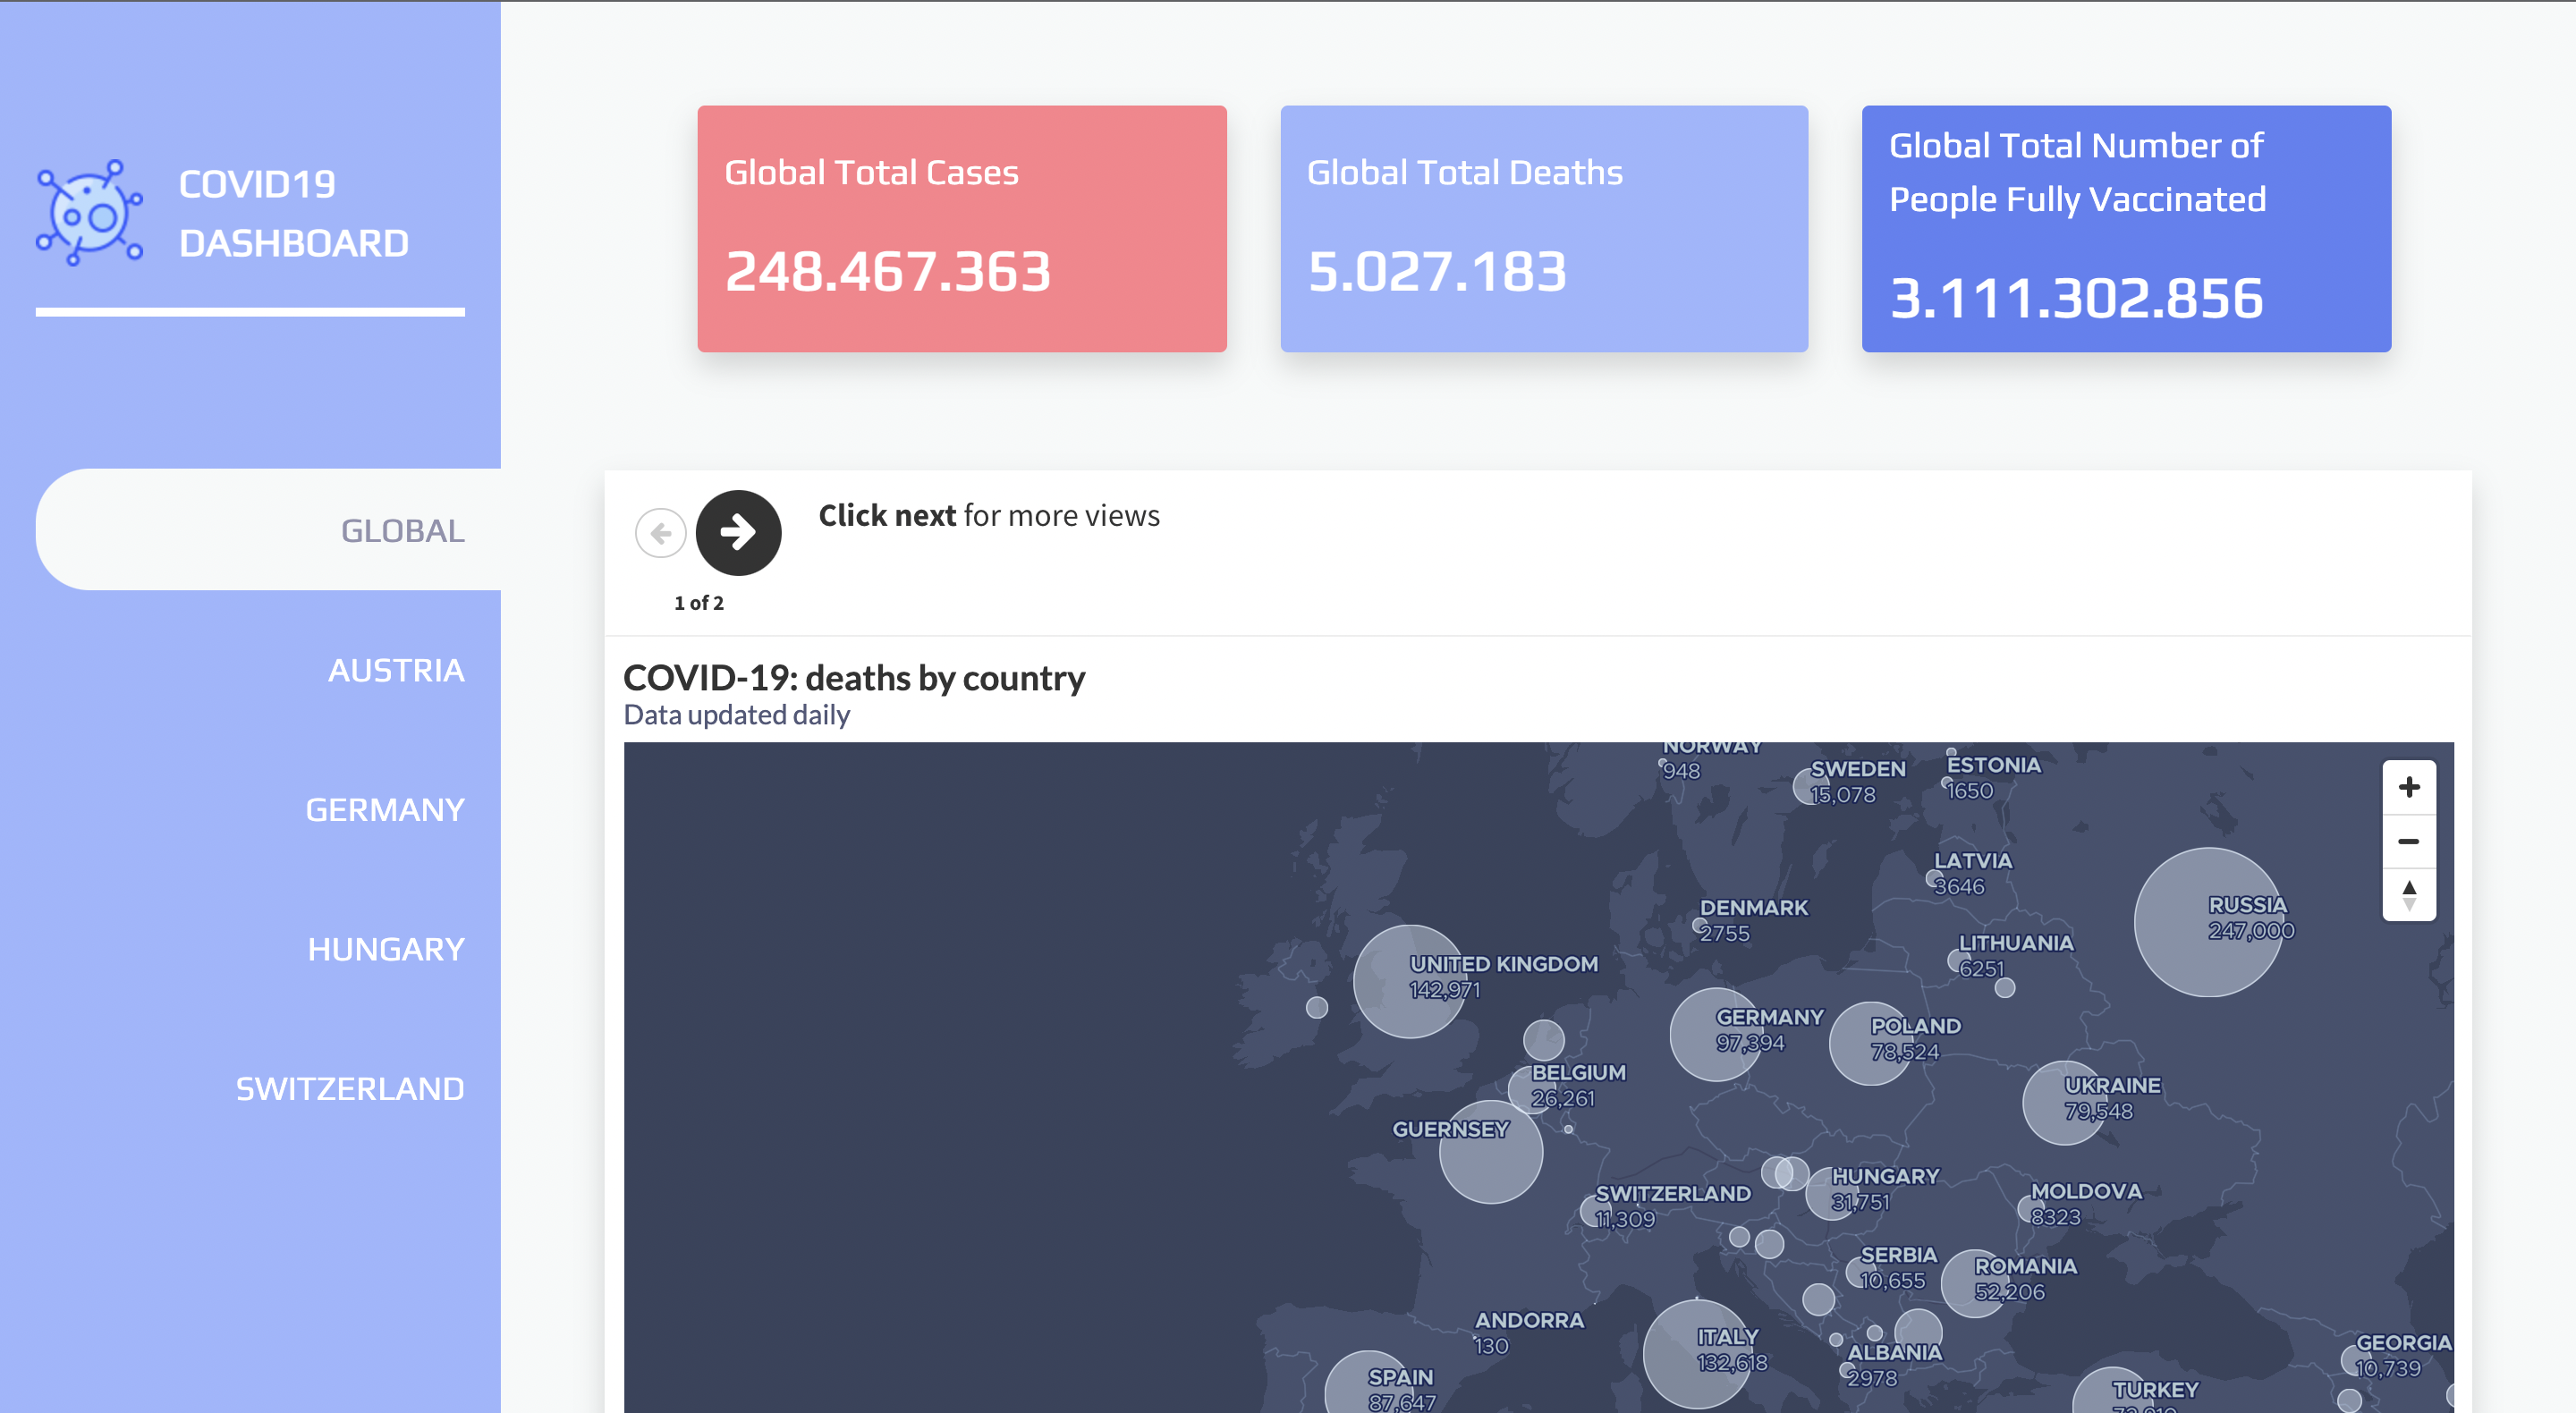 COVID19
DASHBOARD
GLOBAL
AUSTRIA
GERMANY
HUNGARY
SWITZERLAND
Global Total Cases
248.467.363
Global Total Deaths
5.027.183
Global Total Number of
People Fully Vaccinated
3.111.302.856
Click next for more views
1 of 2
COVID-19: deaths by country
Data updated daily
NORWAY
948
SWEDEN
15,078
ESTONIA
1650
LATVIA
3646
RUSSIA
247,000
DENMARK
2755
LITHUANIA
6251
UNITED KINGDOM
142,971
GERMANY
97,394
POLAND
78,524
BELGIUM
26,261
UKRAINE
79,548
GUERNSEY
HUNGARY
31,751
SWITZERLAND
11,309
MOLDOVA
8323
SERBIA
10,655
ROMANIA
52,206
ANDORRA
130
ITALY
132,618
ALBANIA
2978
GEORGIA
10,739
SPAIN
87,647
TURKEY